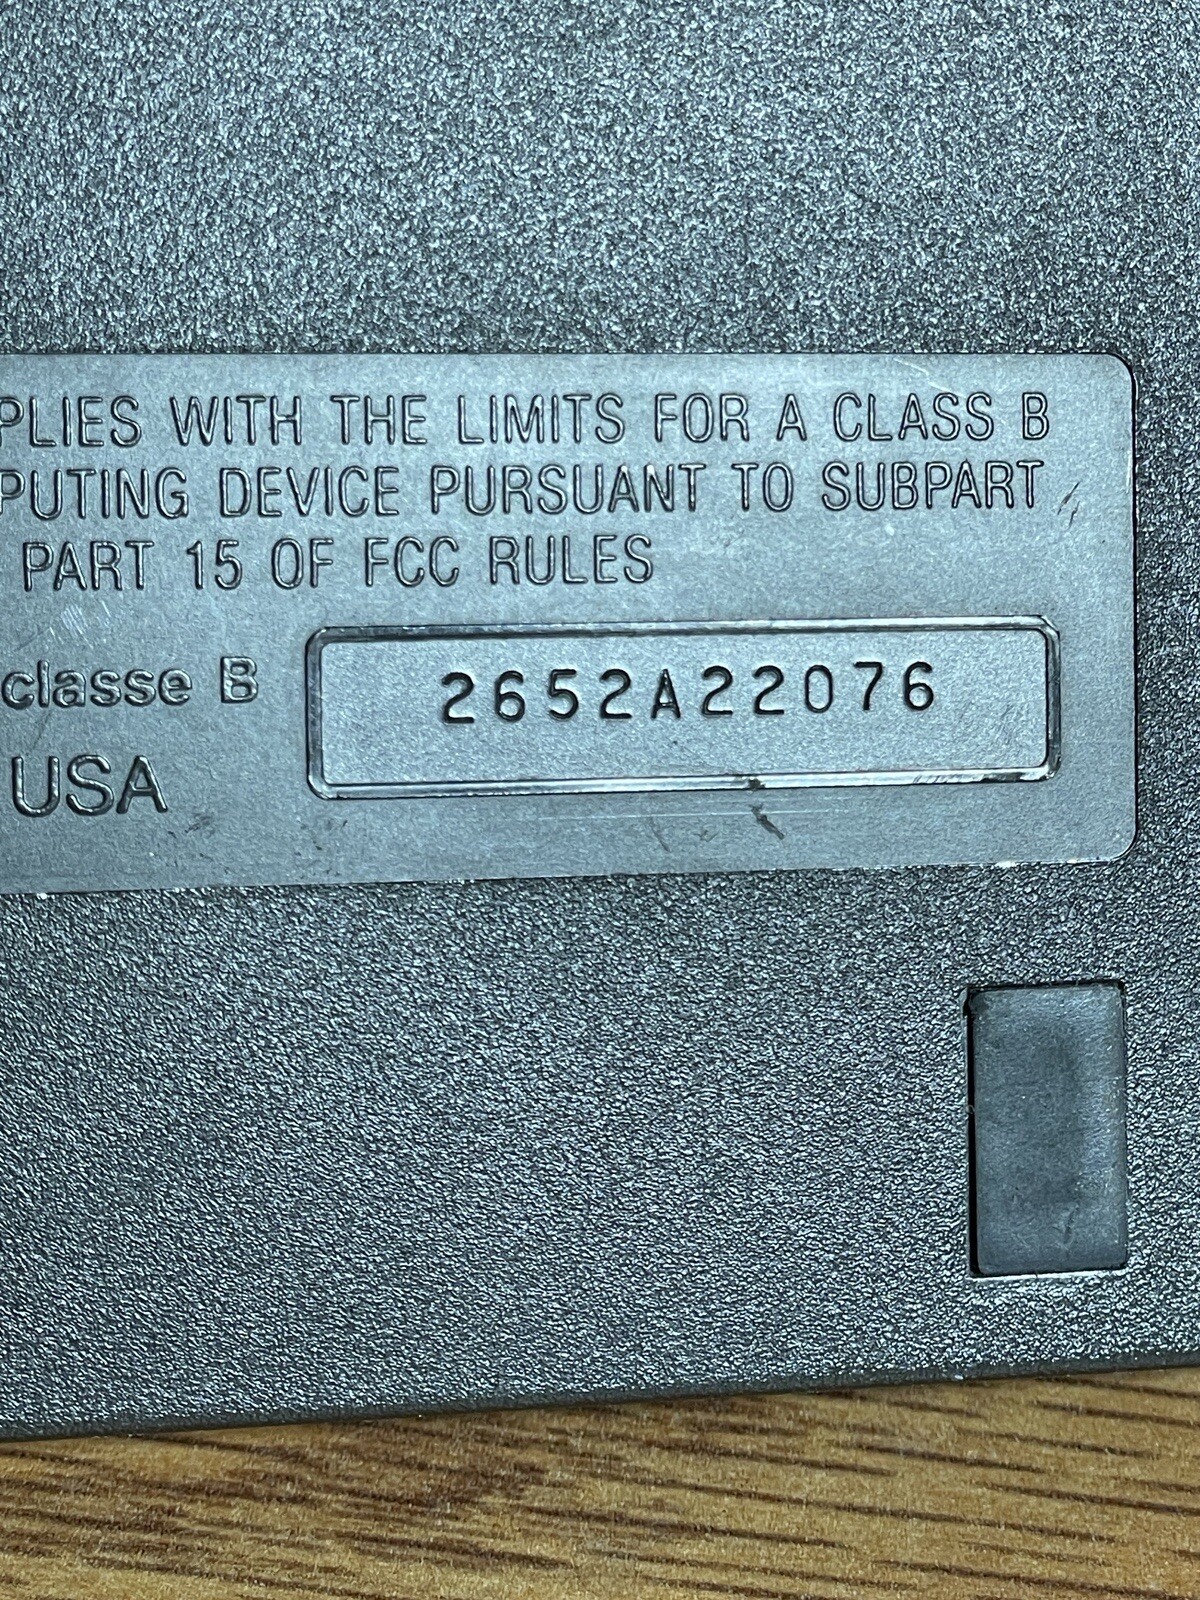 PLIES WITH THE LIMITS FOR A CLASS B
PUTING DEVICE PURSUANT TO SUBPART
PART 15 OF FCC RULES
classe B
2652A22076
USA